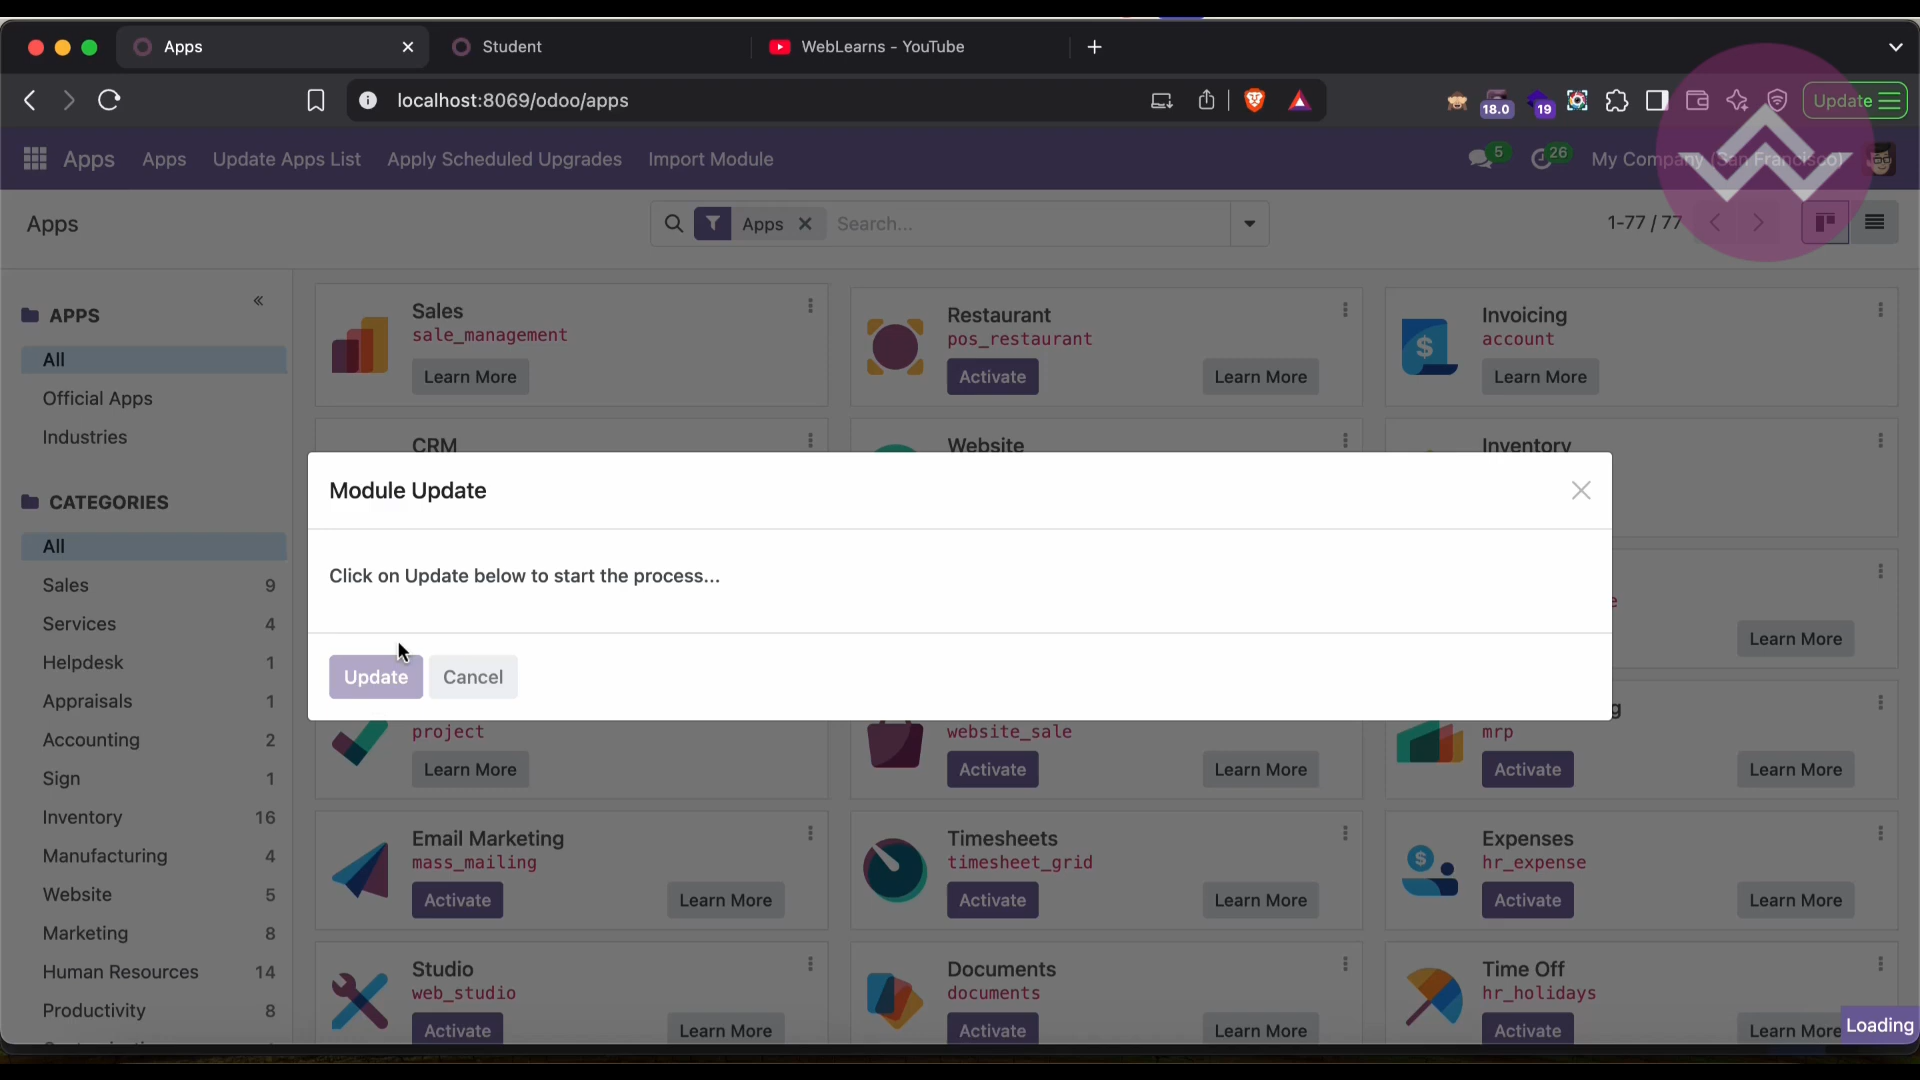 Apps
Student
WebLearns - YouTube
localhost:8069/odoo/apps
18.0
19
Update
Apps
Apps
Update Apps List
Apply Scheduled Upgrades
Import Module
5
26
My Company (San Francisco)
Apps
Apps
Search...
1-77 / 77
APPS
All
Official Apps
Industries
CATEGORIES
All
Sales 9
Services 4
Helpdesk 1
Appraisals 1
Accounting 2
Sign 1
Inventory 16
Manufacturing 4
Website 5
Marketing 8
Human Resources 14
Productivity 8
Sales
sale_management
Learn More
Restaurant
pos_restaurant
Activate
Learn More
Invoicing
account
Learn More
CRM
Website
Inventory
Learn More
Module Update
Click on Update below to start the process...
Update
Cancel
project
Learn More
website_sale
Activate
Learn More
g
mrp
Activate
Learn More
Email Marketing
mass_mailing
Activate
Learn More
Timesheets
timesheet_grid
Activate
Learn More
Expenses
hr_expense
Activate
Learn More
Studio
web_studio
Activate
Learn More
Documents
documents
Activate
Learn More
Time Off
hr_holidays
Activate
Learn More
Loading